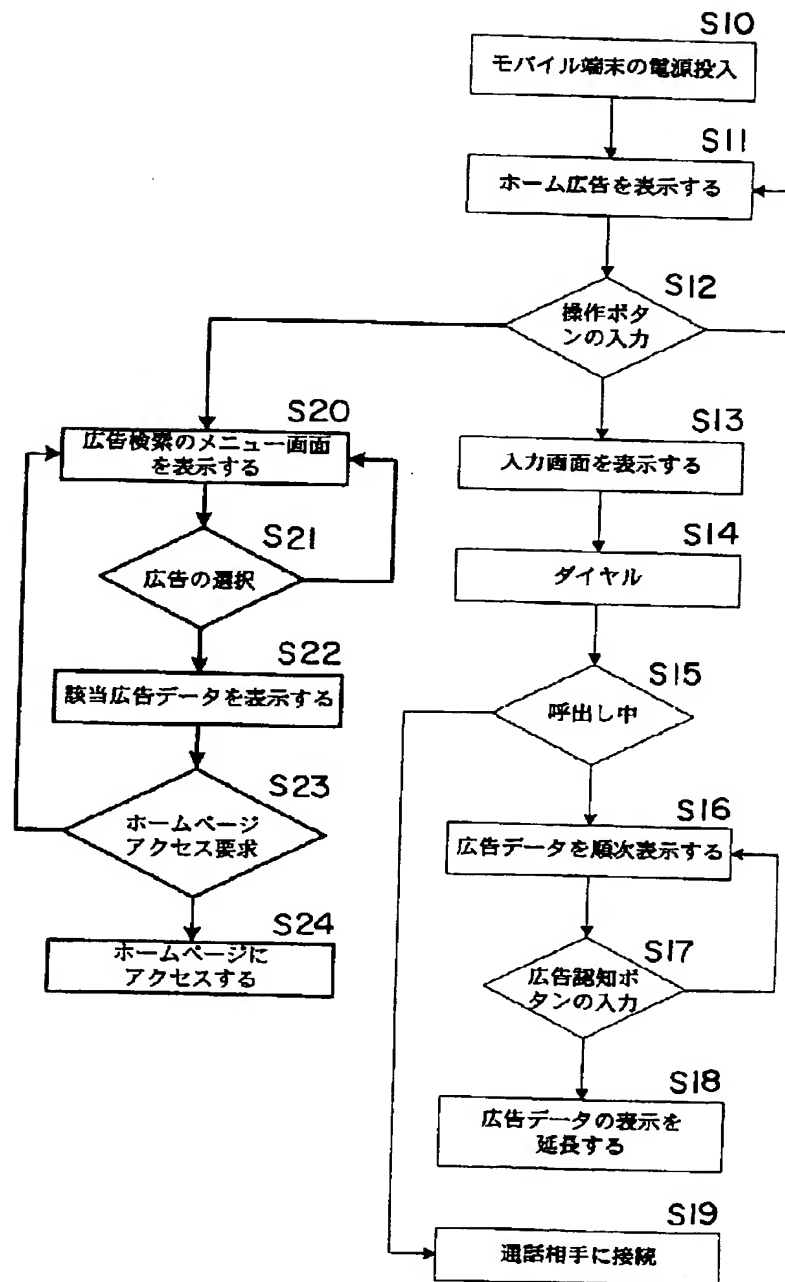 S10
モバイル端末の電源投入
S11
ホーム広告を表示する
S12
操作ボタ
ンの入力
S20
広告検索のメニュー画面
を表示する
S21
広告の選択
S22
該当広告データを表示する
S23
ホームページ
アクセス要求
S24
ホームページに
アクセスする
S13
入力画面を表示する
S14
ダイヤル
S15
呼出し中
S16
広告データを順次表示する
S17
広告認知ボ
タンの入力
S18
広告データの表示を
延長する
S19
通話相手に接続